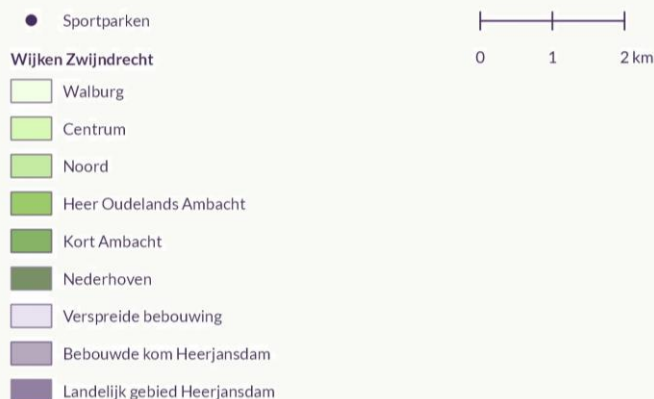 Sportparken
Wijken Zwijndrecht
0 1 2 km
Walburg
Centrum
Noord
Heer Oudelands Ambacht
Kort Ambacht
Nederhoven
Verspreide bebouwing
Bebouwde kom Heerjansdam
Landelijk gebied Heerjansdam